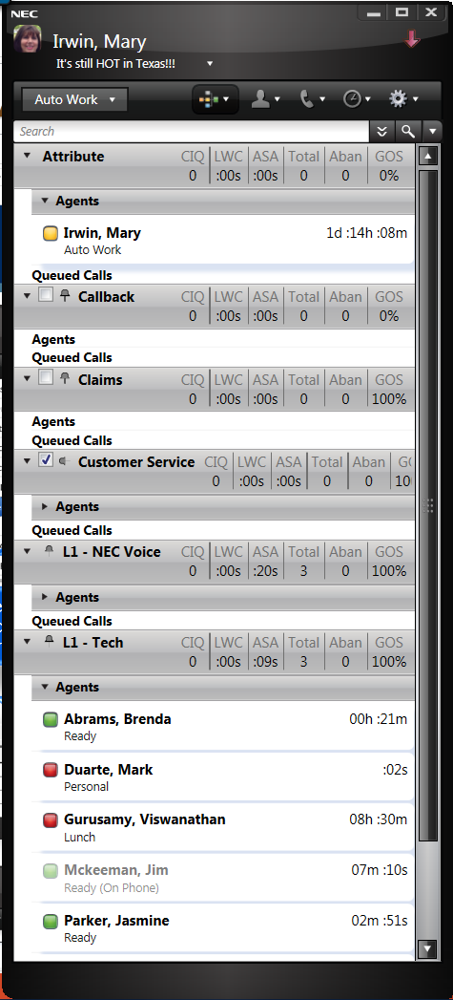 NEC
Irwin, Mary
It's still HOT in Texas!!!
Auto Work
Search
Attribute CIQ LWC ASA Total Aban GOS
0 :00s :00s 0 0 0%
Agents
Irwin, Mary 1d :14h :08m
Auto Work
Queued Calls
Callback CIQ LWC ASA Total Aban GOS
0 :00s :00s 0 0 0%
Agents
Queued Calls
Claims CIQ LWC ASA Total Aban GOS
0 :00s :00s 0 0 100%
Agents
Queued Calls
Customer Service CIQ LWC ASA Total Aban GOS
0 :00s :00s 0 0 10
Agents
Queued Calls
L1 - NEC Voice CIQ LWC ASA Total Aban GOS
0 :00s :20s 3 0 100%
Agents
Queued Calls
L1 - Tech CIQ LWC ASA Total Aban GOS
0 :00s :09s 3 0 100%
Agents
Abrams, Brenda 00h :21m
Ready
Duarte, Mark :02s
Personal
Gurusamy, Viswanathan 08h :30m
Lunch
Mckeeman, Jim 07m :10s
Ready (On Phone)
Parker, Jasmine 02m :51s
Ready